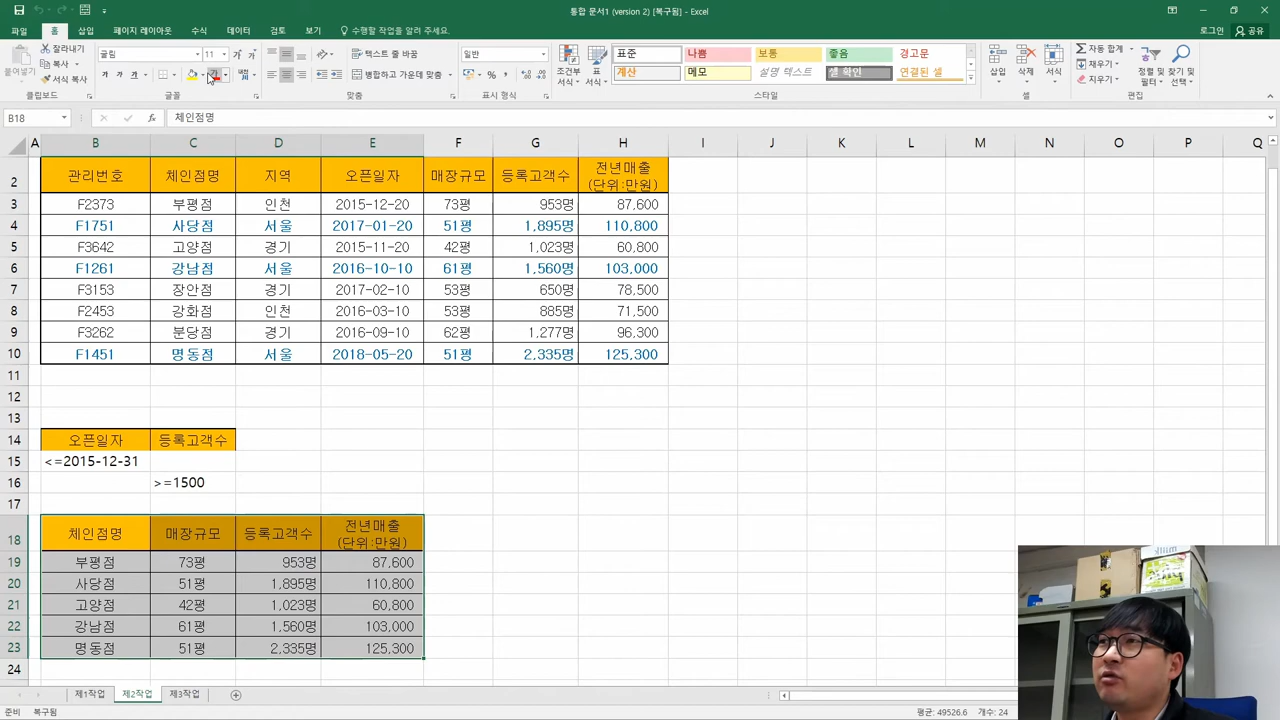 통합 문서1 (version 2) [복구됨] - Excel
파일 홈 삽입 페이지 레이아웃 수식 데이터 검토 보기 수행할 작업을 알려 주세요... 로그인 공유
붙여넣기 잘라내기 복사 서식 복사 클립보드
굴림 11 가 가 글꼴
텍스트 줄 바꿈 병합하고 가운데 맞춤 맞춤
일반 % 표시 형식
조건부 서식 표 서식
표준 나쁨 보통 좋음 경고문
계산 메모 설명 텍스트 셀 확인 연결된 셀
스타일
삽입 삭제 서식 셀
자동 합계 채우기 지우기 정렬 및 필터 찾기 및 선택 편집
B18 fx 체인점명
A B C D E F G H I J K L M N O P Q
2 관리번호 체인점명 지역 오픈일자 매장규모 등록고객수 전년매출
(단위:만원)
3 F2373 부평점 인천 2015-12-20 73평 953명 87,600
4 F1751 사당점 서울 2017-01-20 51평 1,895명 110,800
5 F3642 고양점 경기 2015-11-20 42평 1,023명 60,800
6 F1261 강남점 서울 2016-10-10 61평 1,560명 103,000
7 F3153 장안점 경기 2017-02-10 53평 650명 78,500
8 F2453 강화점 인천 2016-03-10 53평 885명 71,500
9 F3262 분당점 경기 2016-09-10 62평 1,277명 96,300
10 F1451 명동점 서울 2018-05-20 51평 2,335명 125,300
11
12
13
14 오픈일자 등록고객수
15 <=2015-12-31
16 >=1500
17
18 체인점명 매장규모 등록고객수 전년매출
(단위:만원)
19 부평점 73평 953명 87,600
20 사당점 51평 1,895명 110,800
21 고양점 42평 1,023명 60,800
22 강남점 61평 1,560명 103,000
23 명동점 51평 2,335명 125,300
24
제1작업 제2작업 제3작업
준비 복구됨 평균: 49526.6 개수: 24